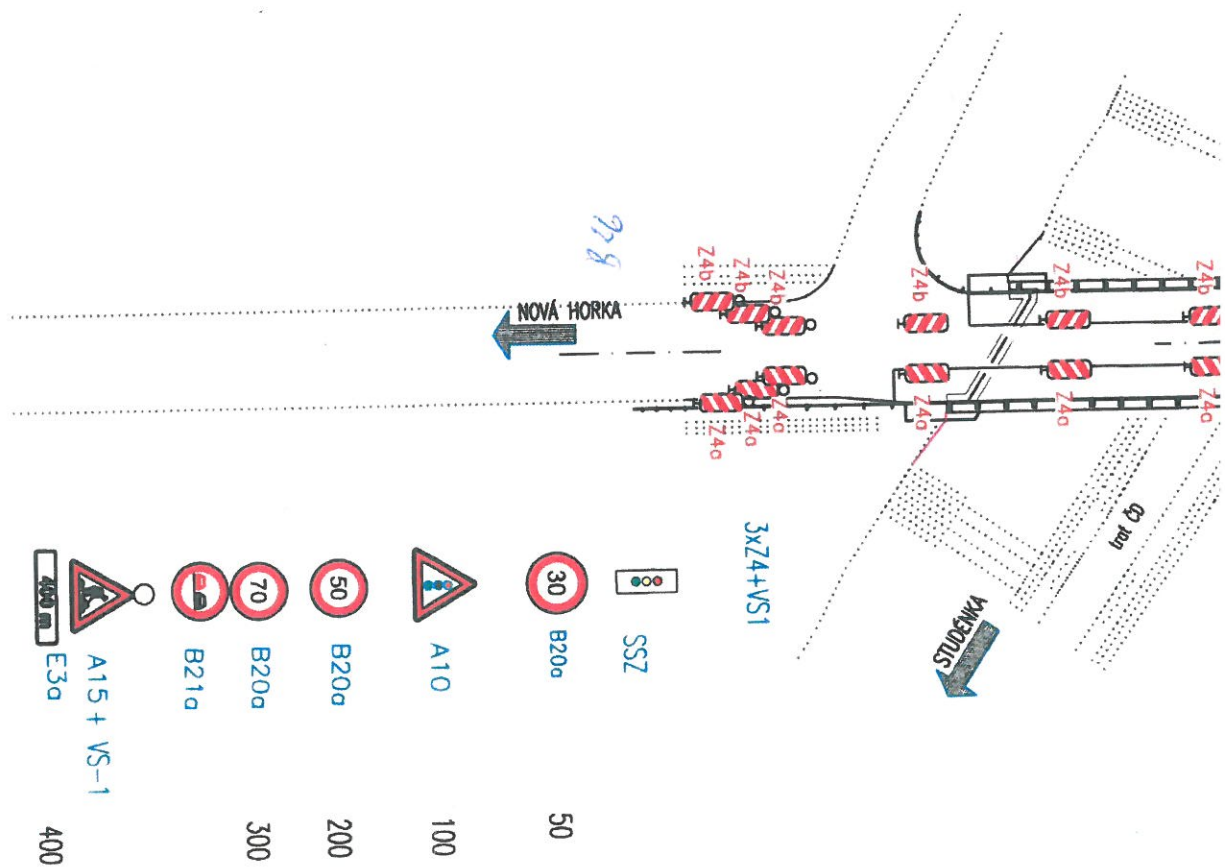 B26
NOVÁ HORKA
Z4b
Z4b
Z4b
Z4b
Z4b
Z4b
Z4a
Z4a
Z4a
Z4a
Z4a
Z4a
trať ČD
STUDÉNKA
3xZ4+VS1
SSZ
30
B20a
50
A10
100
50
B20a
200
70
B20a
300
B21a
A15 + VS-1
400 m
E3a
400